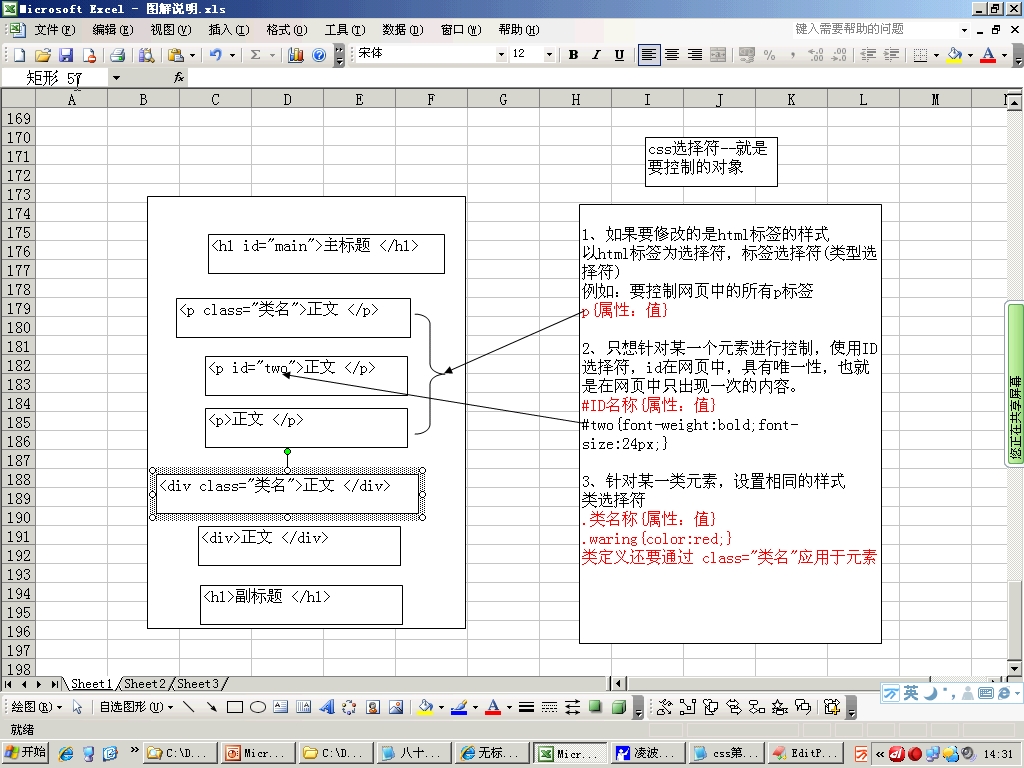 Microsoft Excel - 图解说明.xls
文件(F) 编辑(E) 视图(V) 插入(I) 格式(O) 工具(T) 数据(D) 窗口(W) 帮助(H) 键入需要帮助的问题
宋体 12 B I U
矩形 57 fx
A B C D E F G H I J K L M
169
170
171
172
173
174
175
176
177
178
179
180
181
182
183
184
185
186
187
188
189
190
191
192
193
194
195
196
197
198
css选择符--就是
要控制的对象
<h1 id="main">主标题 </h1>
<p class="类名">正文 </p>
<p id="two">正文 </p>
<p>正文 </p>
<div class="类名">正文 </div>
<div>正文 </div>
<h1>副标题 </h1>
1、如果要修改的是html标签的样式
以html标签为选择符，标签选择符(类型选
择符)
例如：要控制网页中的所有p标签
p{属性：值}
2、只想针对某一个元素进行控制，使用ID
选择符，id在网页中，具有唯一性，也就
是在网页中只出现一次的内容。
#ID名称{属性：值}
#two{font-weight:bold;font-
size:24px;}
3、针对某一类元素，设置相同的样式
类选择符
.类名称{属性：值}
.waring{color:red;}
类定义还要通过 class="类名"应用于元素
您正在共享屏幕
Sheet1 Sheet2 Sheet3
英
绘图(R) 自选图形(U)
就绪
开始 C:\D... Micr... C:\D... 八十... 无标... Micr... 凌波... css第... EditP... 14:31